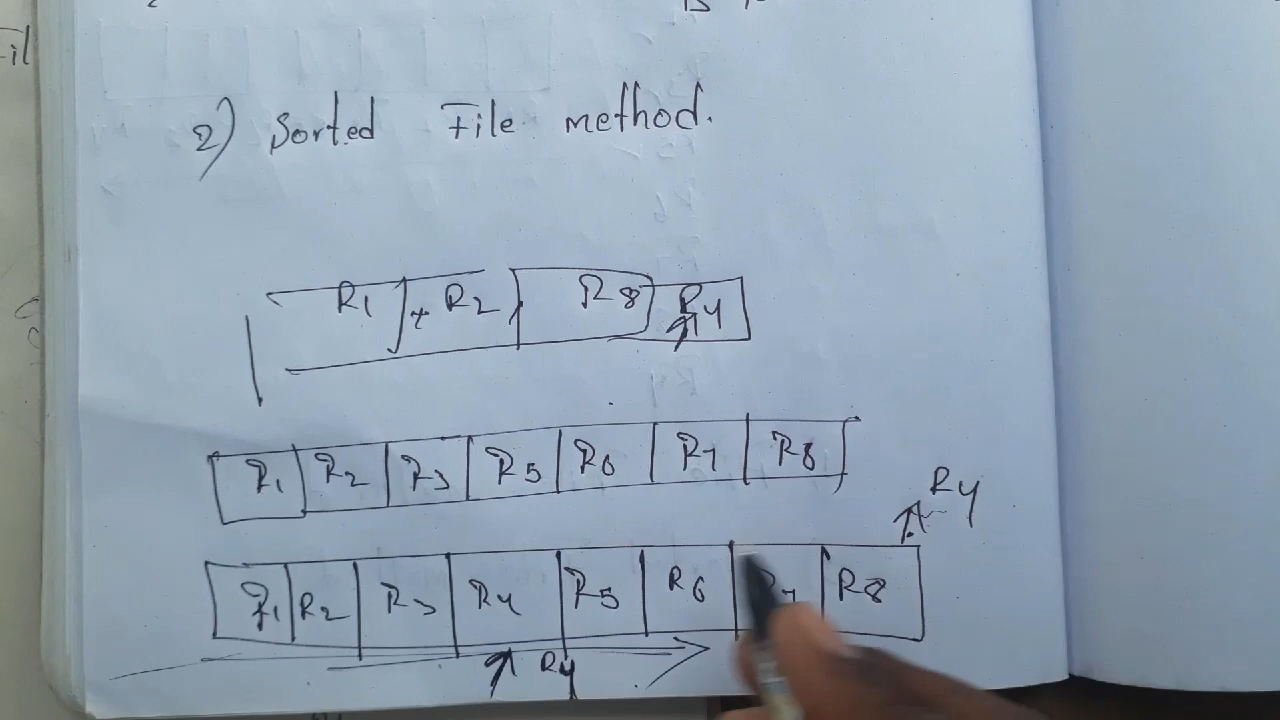 2) Sorted File method.
R1 R2 R8 R4
R1 R2 R3 R5 R6 R7 R8
R4
R1 R2 R3 R4 R5 R6 R7 R8
R4